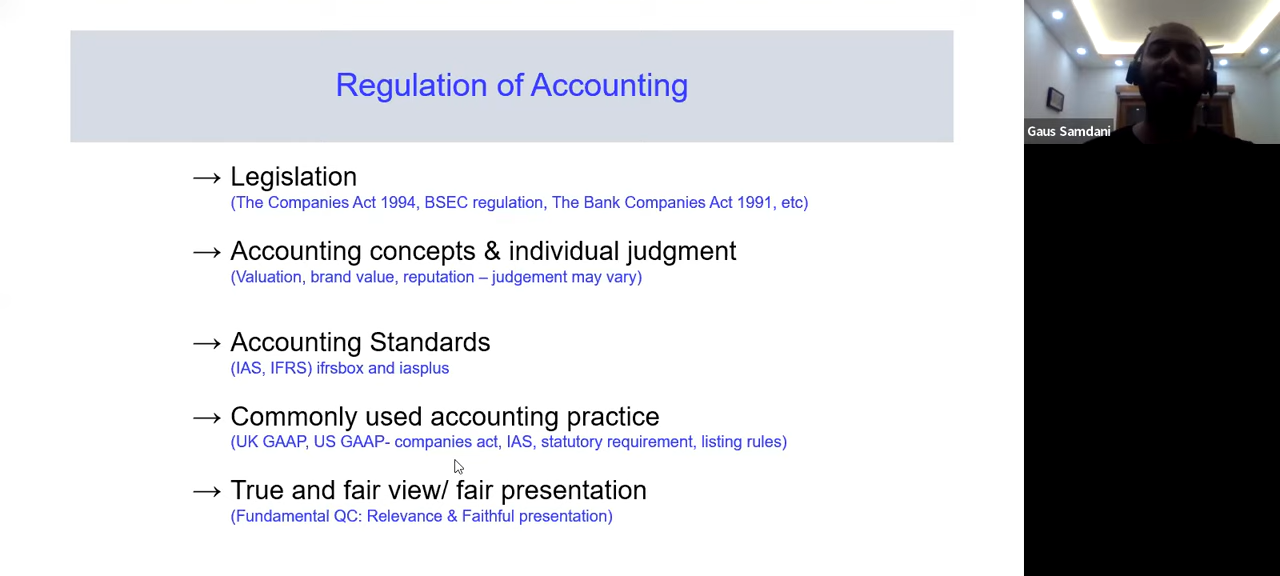 Regulation of Accounting
→ Legislation
(The Companies Act 1994, BSEC regulation, The Bank Companies Act 1991, etc)
→ Accounting concepts & individual judgment
(Valuation, brand value, reputation – judgement may vary)
→ Accounting Standards
(IAS, IFRS) ifrsbox and iasplus
→ Commonly used accounting practice
(UK GAAP, US GAAP- companies act, IAS, statutory requirement, listing rules)
→ True and fair view/ fair presentation
(Fundamental QC: Relevance & Faithful presentation)
Gaus Samdani